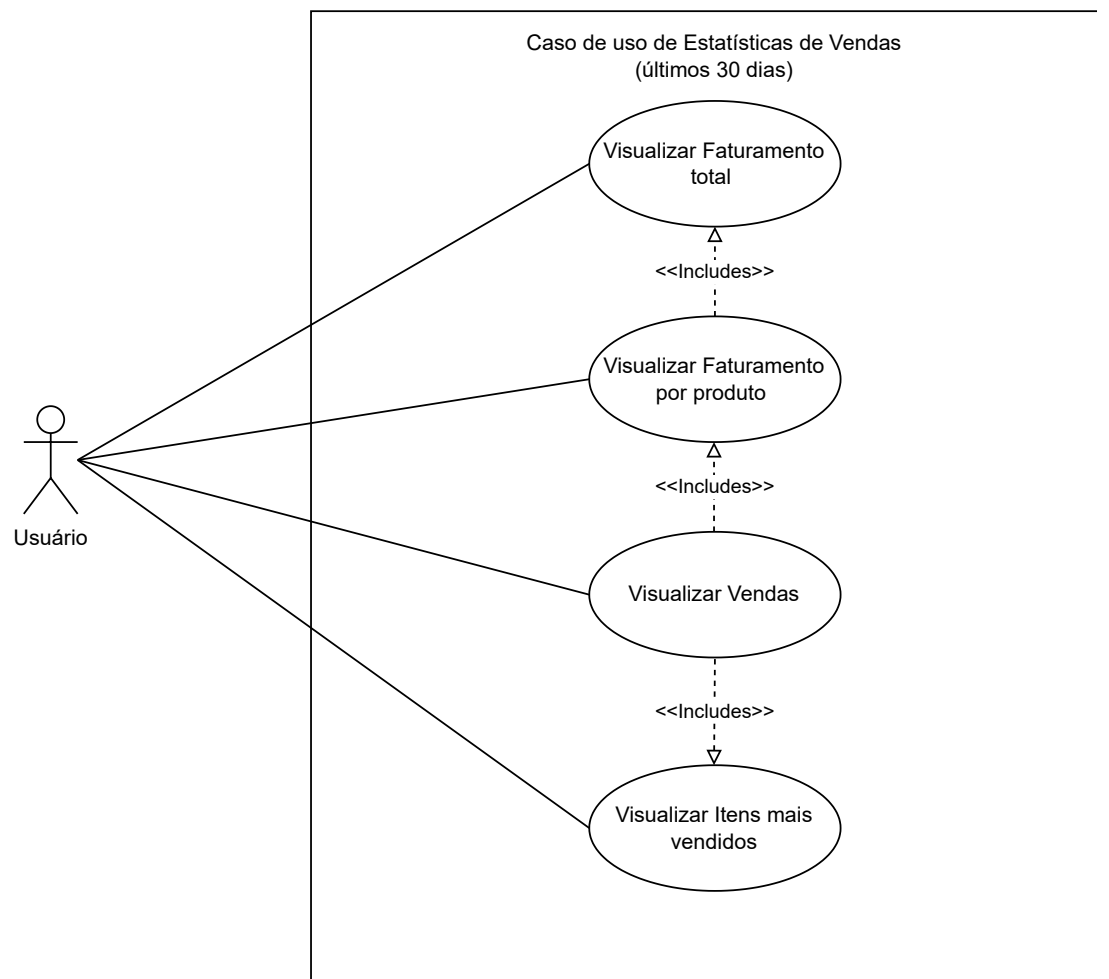 Caso de uso de Estatísticas de Vendas
(últimos 30 dias)
Visualizar Faturamento
total
<<Includes>>
Visualizar Faturamento
por produto
<<Includes>>
Usuário
Visualizar Vendas
<<Includes>>
Visualizar Itens mais
vendidos